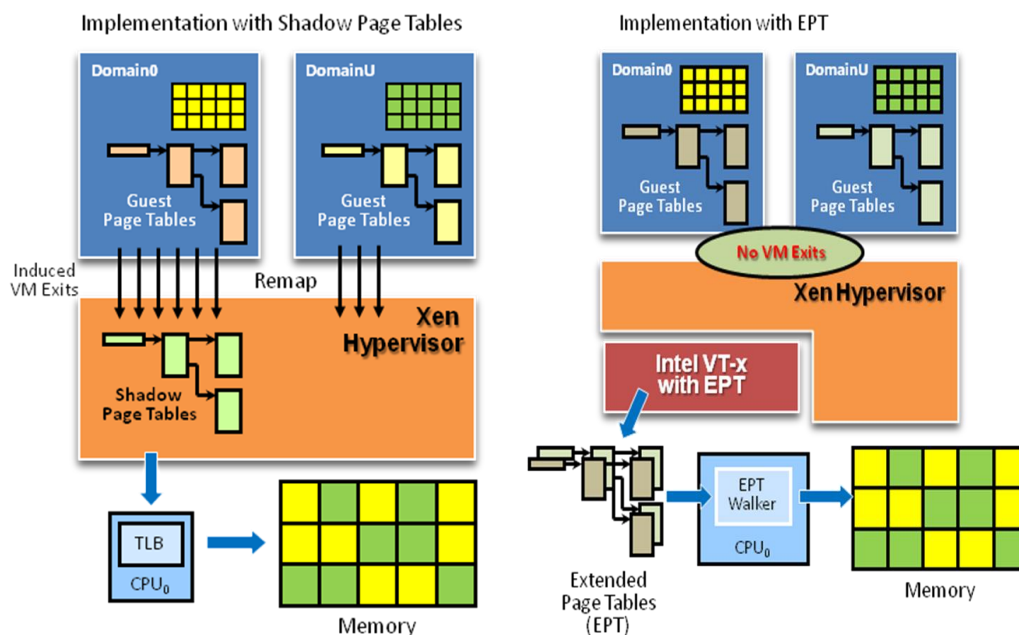 Implementation with Shadow Page Tables
Domain0
Guest
Page Tables
DomainU
Guest
Page Tables
Induced
VM Exits
Remap
Xen
Hypervisor
Shadow
Page Tables
TLB
CPU0
Memory
Implementation with EPT
Domain0
Guest
Page Tables
DomainU
Guest
Page Tables
No VM Exits
Xen Hypervisor
Intel VT-x
with EPT
EPT
Walker
CPU0
Extended
Page Tables
(EPT)
Memory